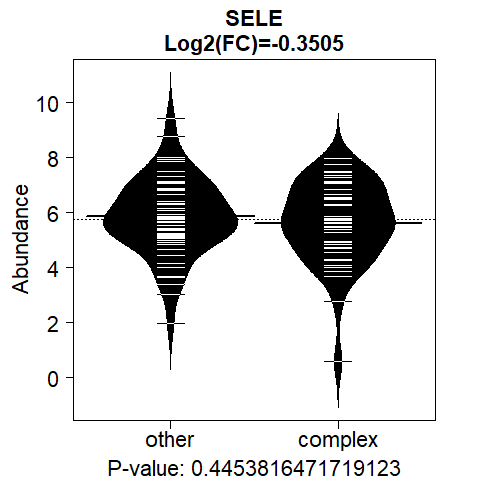 SELE
Log2(FC)=-0.3505
Abundance
10
8
6
4
2
0
other complex
P-value: 0.4453816471719123